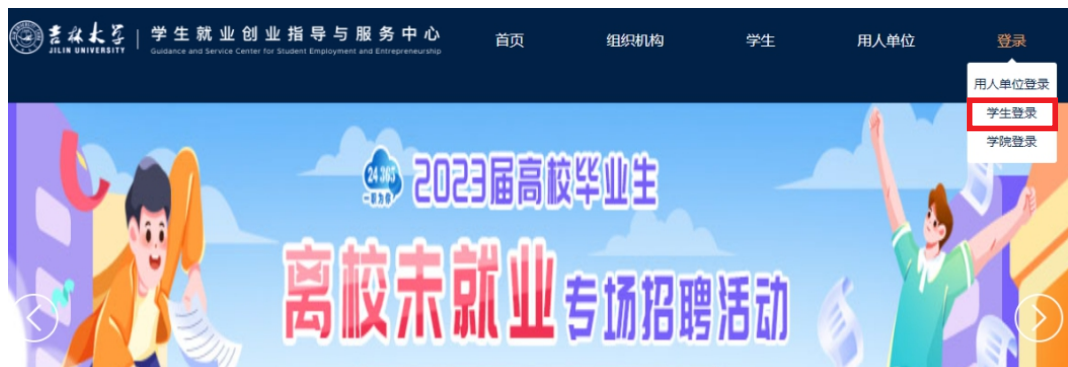 吉林大学
JILIN UNIVERSITY
学生就业创业指导与服务中心
Guidance and Service Center for Student Employment and Entrepreneurship
首页
组织机构
学生
用人单位
登录
用人单位登录
学生登录
学院登录
24365
2023届高校毕业生
离校未就业专场招聘活动